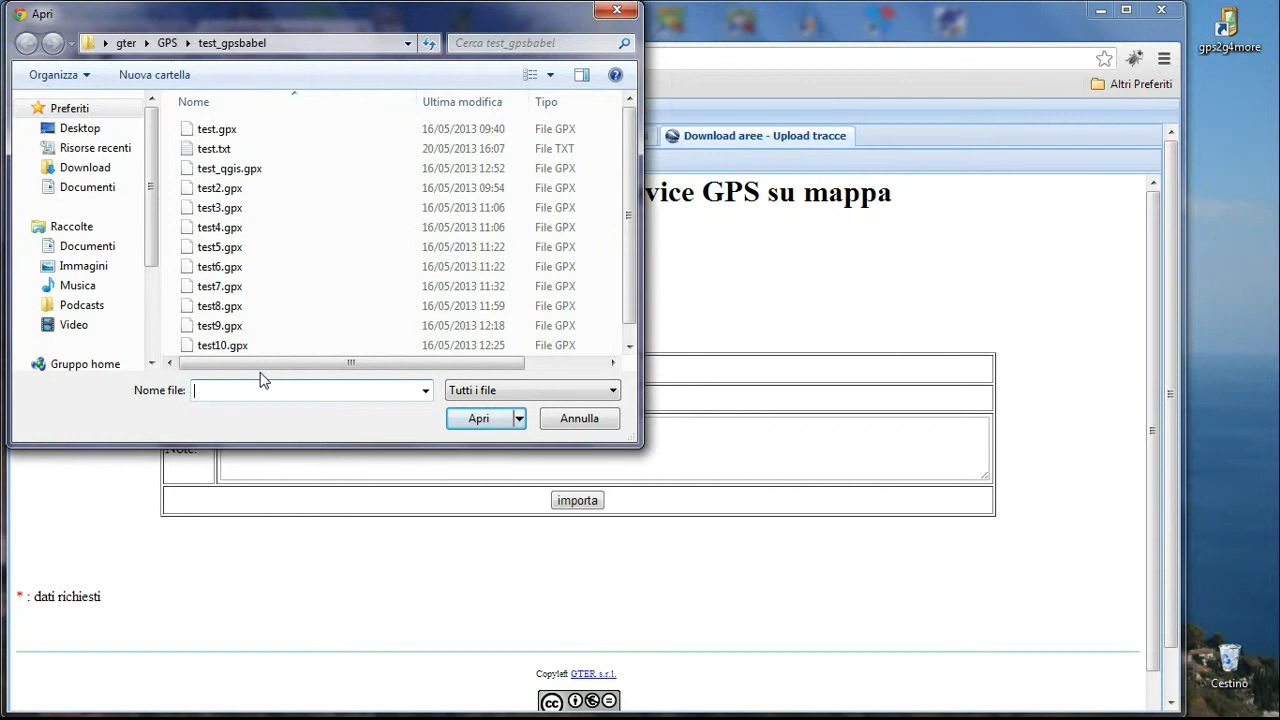 Apri
gter GPS test_gpsbabel
Cerca test_gpsbabel
gps2g4more
Organizza
Nuova cartella
Altri Preferiti
Preferiti
Nome Ultima modifica Tipo
Desktop
test.gpx 16/05/2013 09:40 File GPX
Risorse recenti
test.txt 20/05/2013 16:07 File TXT
Download aree - Upload tracce
Download
test_qgis.gpx 16/05/2013 12:52 File GPX
Documenti
test2.gpx 16/05/2013 09:54 File GPX
vice GPS su mappa
test3.gpx 16/05/2013 11:06 File GPX
Raccolte
test4.gpx 16/05/2013 11:06 File GPX
Documenti
test5.gpx 16/05/2013 11:22 File GPX
Immagini
test6.gpx 16/05/2013 11:22 File GPX
Musica
test7.gpx 16/05/2013 11:32 File GPX
Podcasts
test8.gpx 16/05/2013 11:59 File GPX
Video
test9.gpx 16/05/2013 12:18 File GPX
test10.gpx 16/05/2013 12:25 File GPX
Gruppo home
Nome file:
Tutti i file
Apri
Annulla
Note:
importa
* : dati richiesti
Copyleft GTER s.r.l.
Cestino
cc